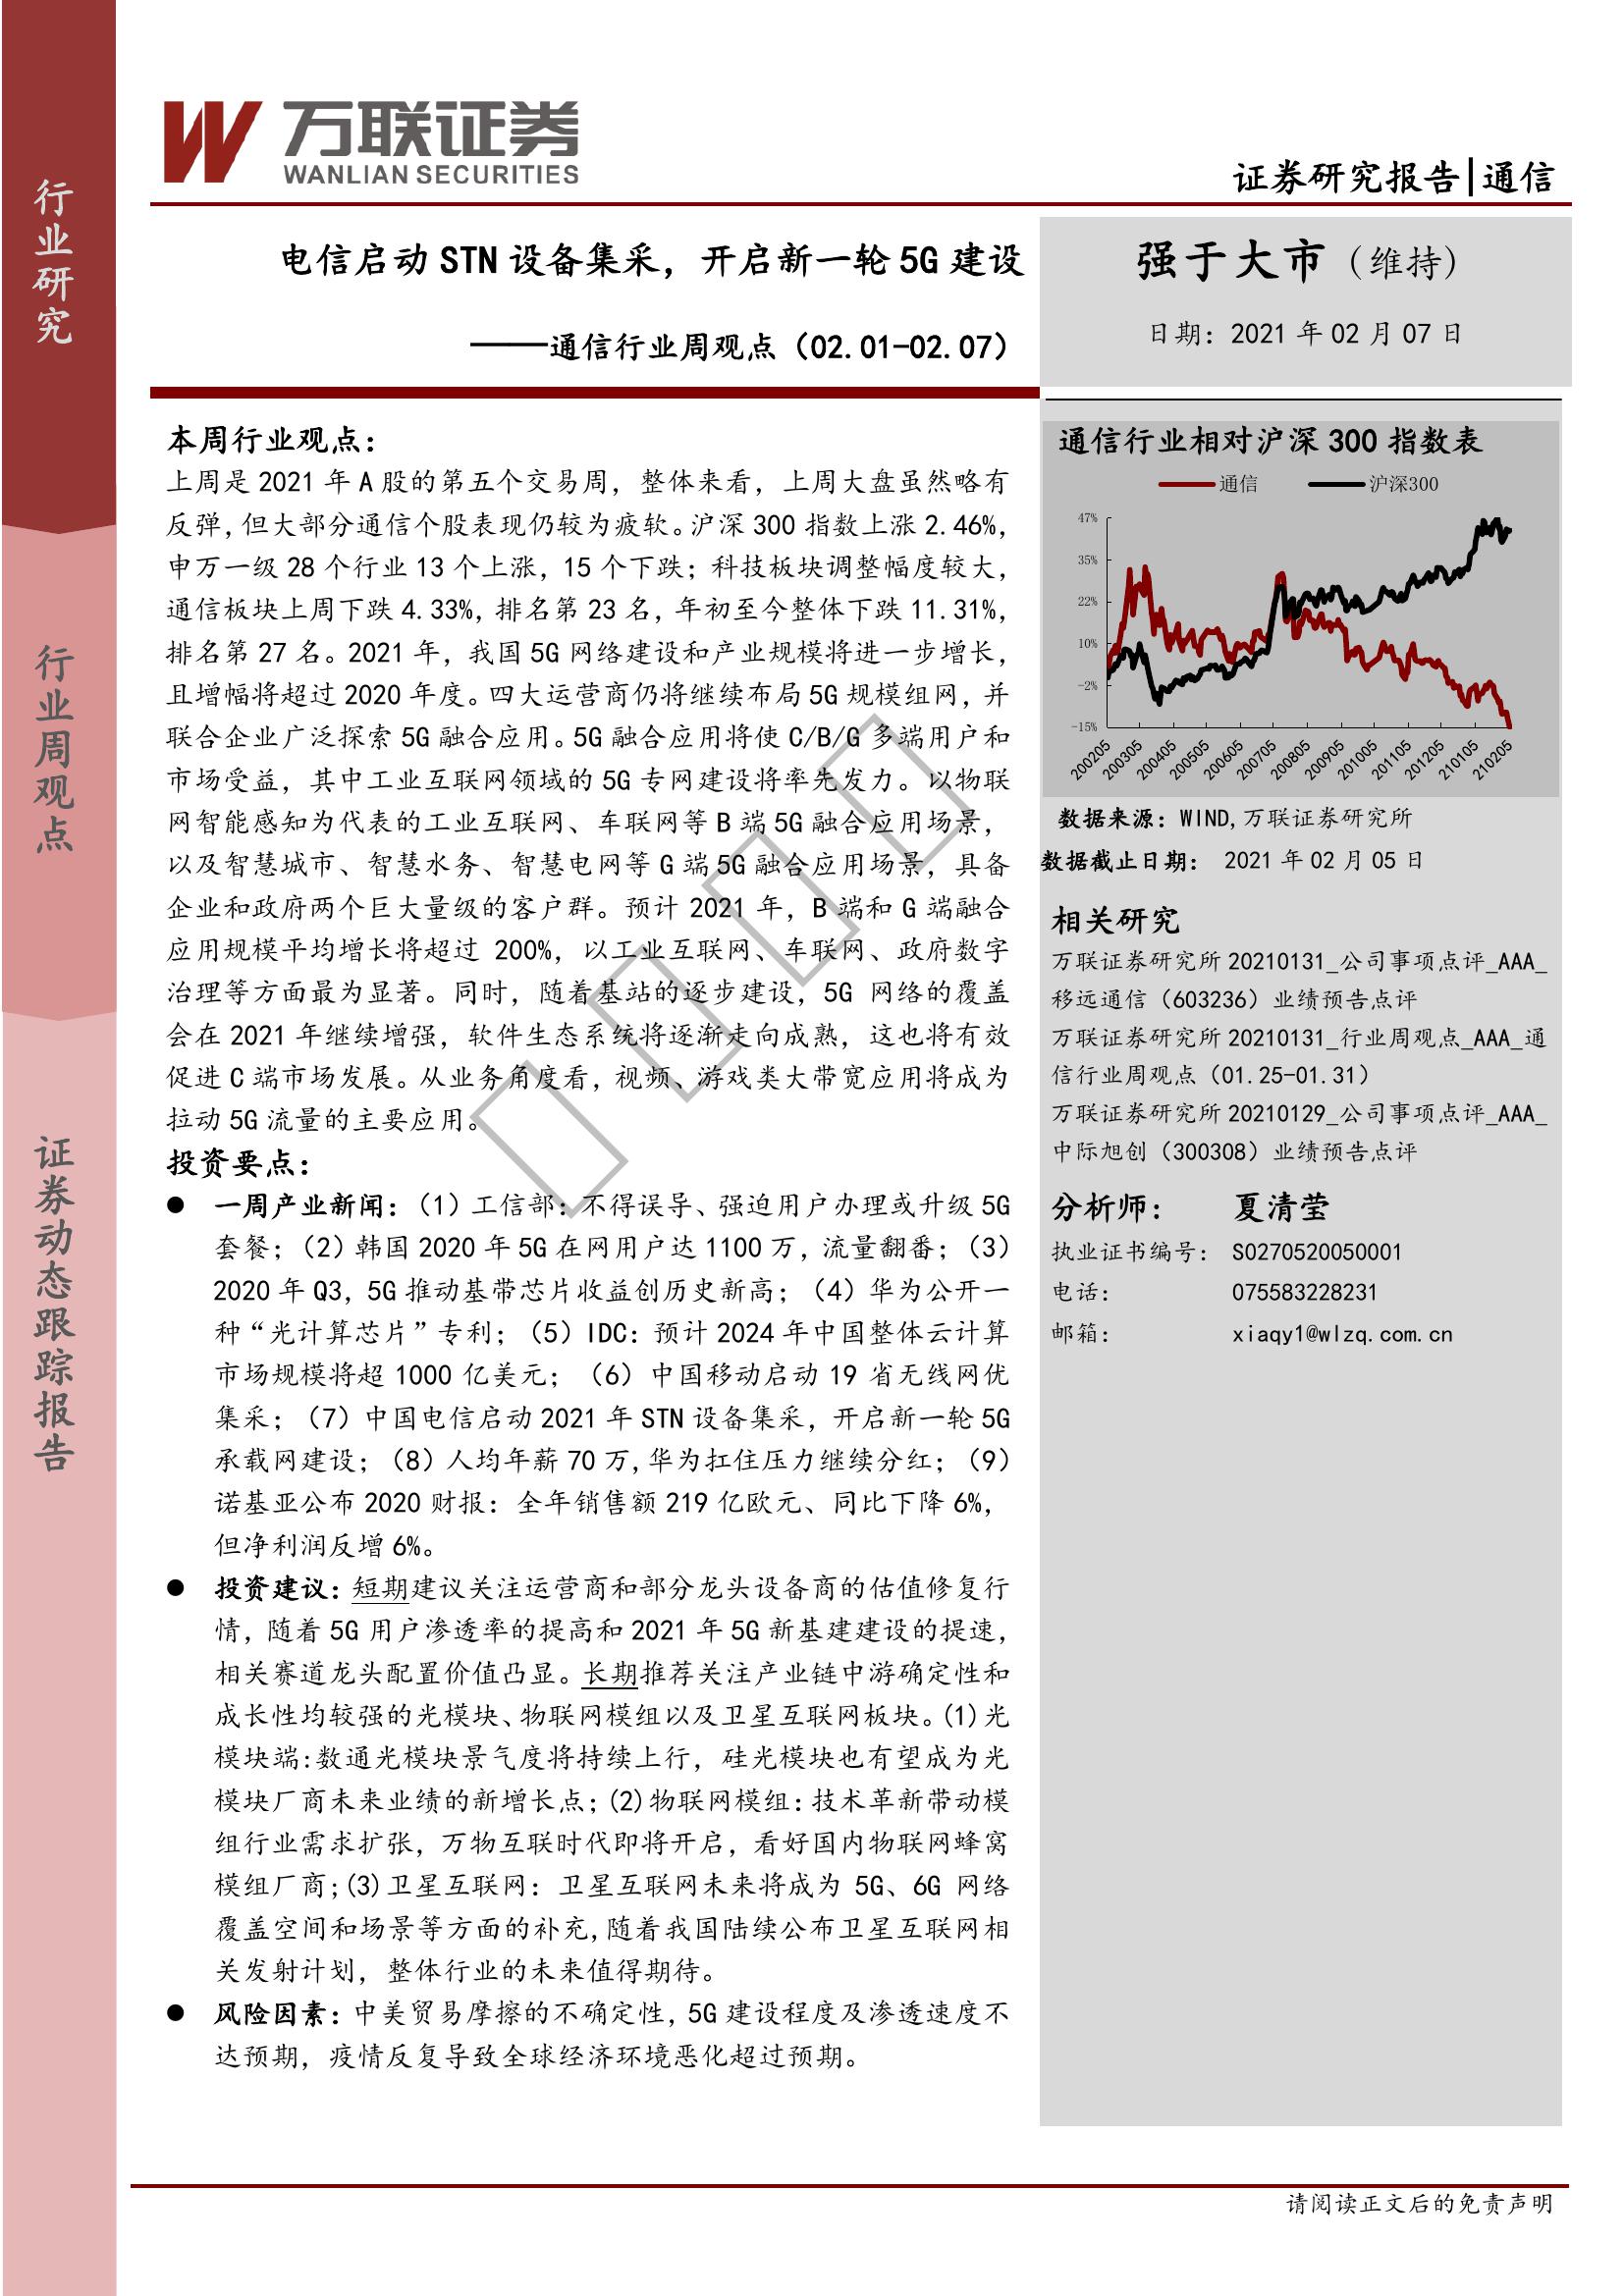 行业研究
行业周观点
证券动态跟踪报告
万联证券
WANLIAN SECURITIES
证券研究报告|通信
电信启动 STN 设备集采，开启新一轮 5G 建设
——通信行业周观点（02.01-02.07）
强于大市（维持）
日期：2021 年 02 月 07 日
本周行业观点：
上周是 2021 年 A 股的第五个交易周，整体来看，上周大盘虽然略有
反弹，但大部分通信个股表现仍较为疲软。沪深 300 指数上涨 2.46%，
申万一级 28 个行业 13 个上涨，15 个下跌；科技板块调整幅度较大，
通信板块上周下跌 4.33%，排名第 23 名，年初至今整体下跌 11.31%，
排名第 27 名。2021 年，我国 5G 网络建设和产业规模将进一步增长，
且增幅将超过 2020 年度。四大运营商仍将继续布局 5G 规模组网，并
联合企业广泛探索 5G 融合应用。5G 融合应用将使 C/B/G 多端用户和
市场受益，其中工业互联网领域的 5G 专网建设将率先发力。以物联
网智能感知为代表的工业互联网、车联网等 B 端 5G 融合应用场景，
以及智慧城市、智慧水务、智慧电网等 G 端 5G 融合应用场景，具备
企业和政府两个巨大量级的客户群。预计 2021 年，B 端和 G 端融合
应用规模平均增长将超过 200%，以工业互联网、车联网、政府数字
治理等方面最为显著。同时，随着基站的逐步建设，5G 网络的覆盖
会在 2021 年继续增强，软件生态系统将逐渐走向成熟，这也将有效
促进 C 端市场发展。从业务角度看，视频、游戏类大带宽应用将成为
拉动 5G 流量的主要应用。
投资要点：
● 一周产业新闻：（1）工信部：不得误导、强迫用户办理或升级 5G
套餐；（2）韩国 2020 年 5G 在网用户达 1100 万，流量翻番；（3）
2020 年 Q3，5G 推动基带芯片收益创历史新高；（4）华为公开一
种“光计算芯片”专利；（5）IDC：预计 2024 年中国整体云计算
市场规模将超 1000 亿美元；（6）中国移动启动 19 省无线网优
集采；（7）中国电信启动 2021 年 STN 设备集采，开启新一轮 5G
承载网建设；（8）人均年薪 70 万,华为扛住压力继续分红；（9）
诺基亚公布 2020 财报：全年销售额 219 亿欧元、同比下降 6%，
但净利润反增 6%。
● 投资建议：短期建议关注运营商和部分龙头设备商的估值修复行
情，随着 5G 用户渗透率的提高和 2021 年 5G 新基建建设的提速，
相关赛道龙头配置价值凸显。长期推荐关注产业链中游确定性和
成长性均较强的光模块、物联网模组以及卫星互联网板块。(1)光
模块端:数通光模块景气度将持续上行，硅光模块也有望成为光
模块厂商未来业绩的新增长点;(2)物联网模组：技术革新带动模
组行业需求扩张，万物互联时代即将开启，看好国内物联网蜂窝
模组厂商;(3)卫星互联网：卫星互联网未来将成为 5G、6G 网络
覆盖空间和场景等方面的补充,随着我国陆续公布卫星互联网相
关发射计划，整体行业的未来值得期待。
● 风险因素：中美贸易摩擦的不确定性，5G 建设程度及渗透速度不
达预期，疫情反复导致全球经济环境恶化超过预期。
通信行业相对沪深 300 指数表
通信 沪深300
47%
35%
22%
10%
-2%
-15%
200205 200305 200405 200505 200605 200705 200805 200905 201005 201105 201205 210105 210205
数据来源：WIND,万联证券研究所
数据截止日期： 2021 年 02 月 05 日
相关研究
万联证券研究所 20210131_公司事项点评_AAA_
移远通信（603236）业绩预告点评
万联证券研究所 20210131_行业周观点_AAA_通
信行业周观点（01.25-01.31）
万联证券研究所 20210129_公司事项点评_AAA_
中际旭创（300308）业绩预告点评
分析师： 夏清莹
执业证书编号： S0270520050001
电话： 075583228231
邮箱： xiaqy1@wlzq.com.cn
请阅读正文后的免责声明